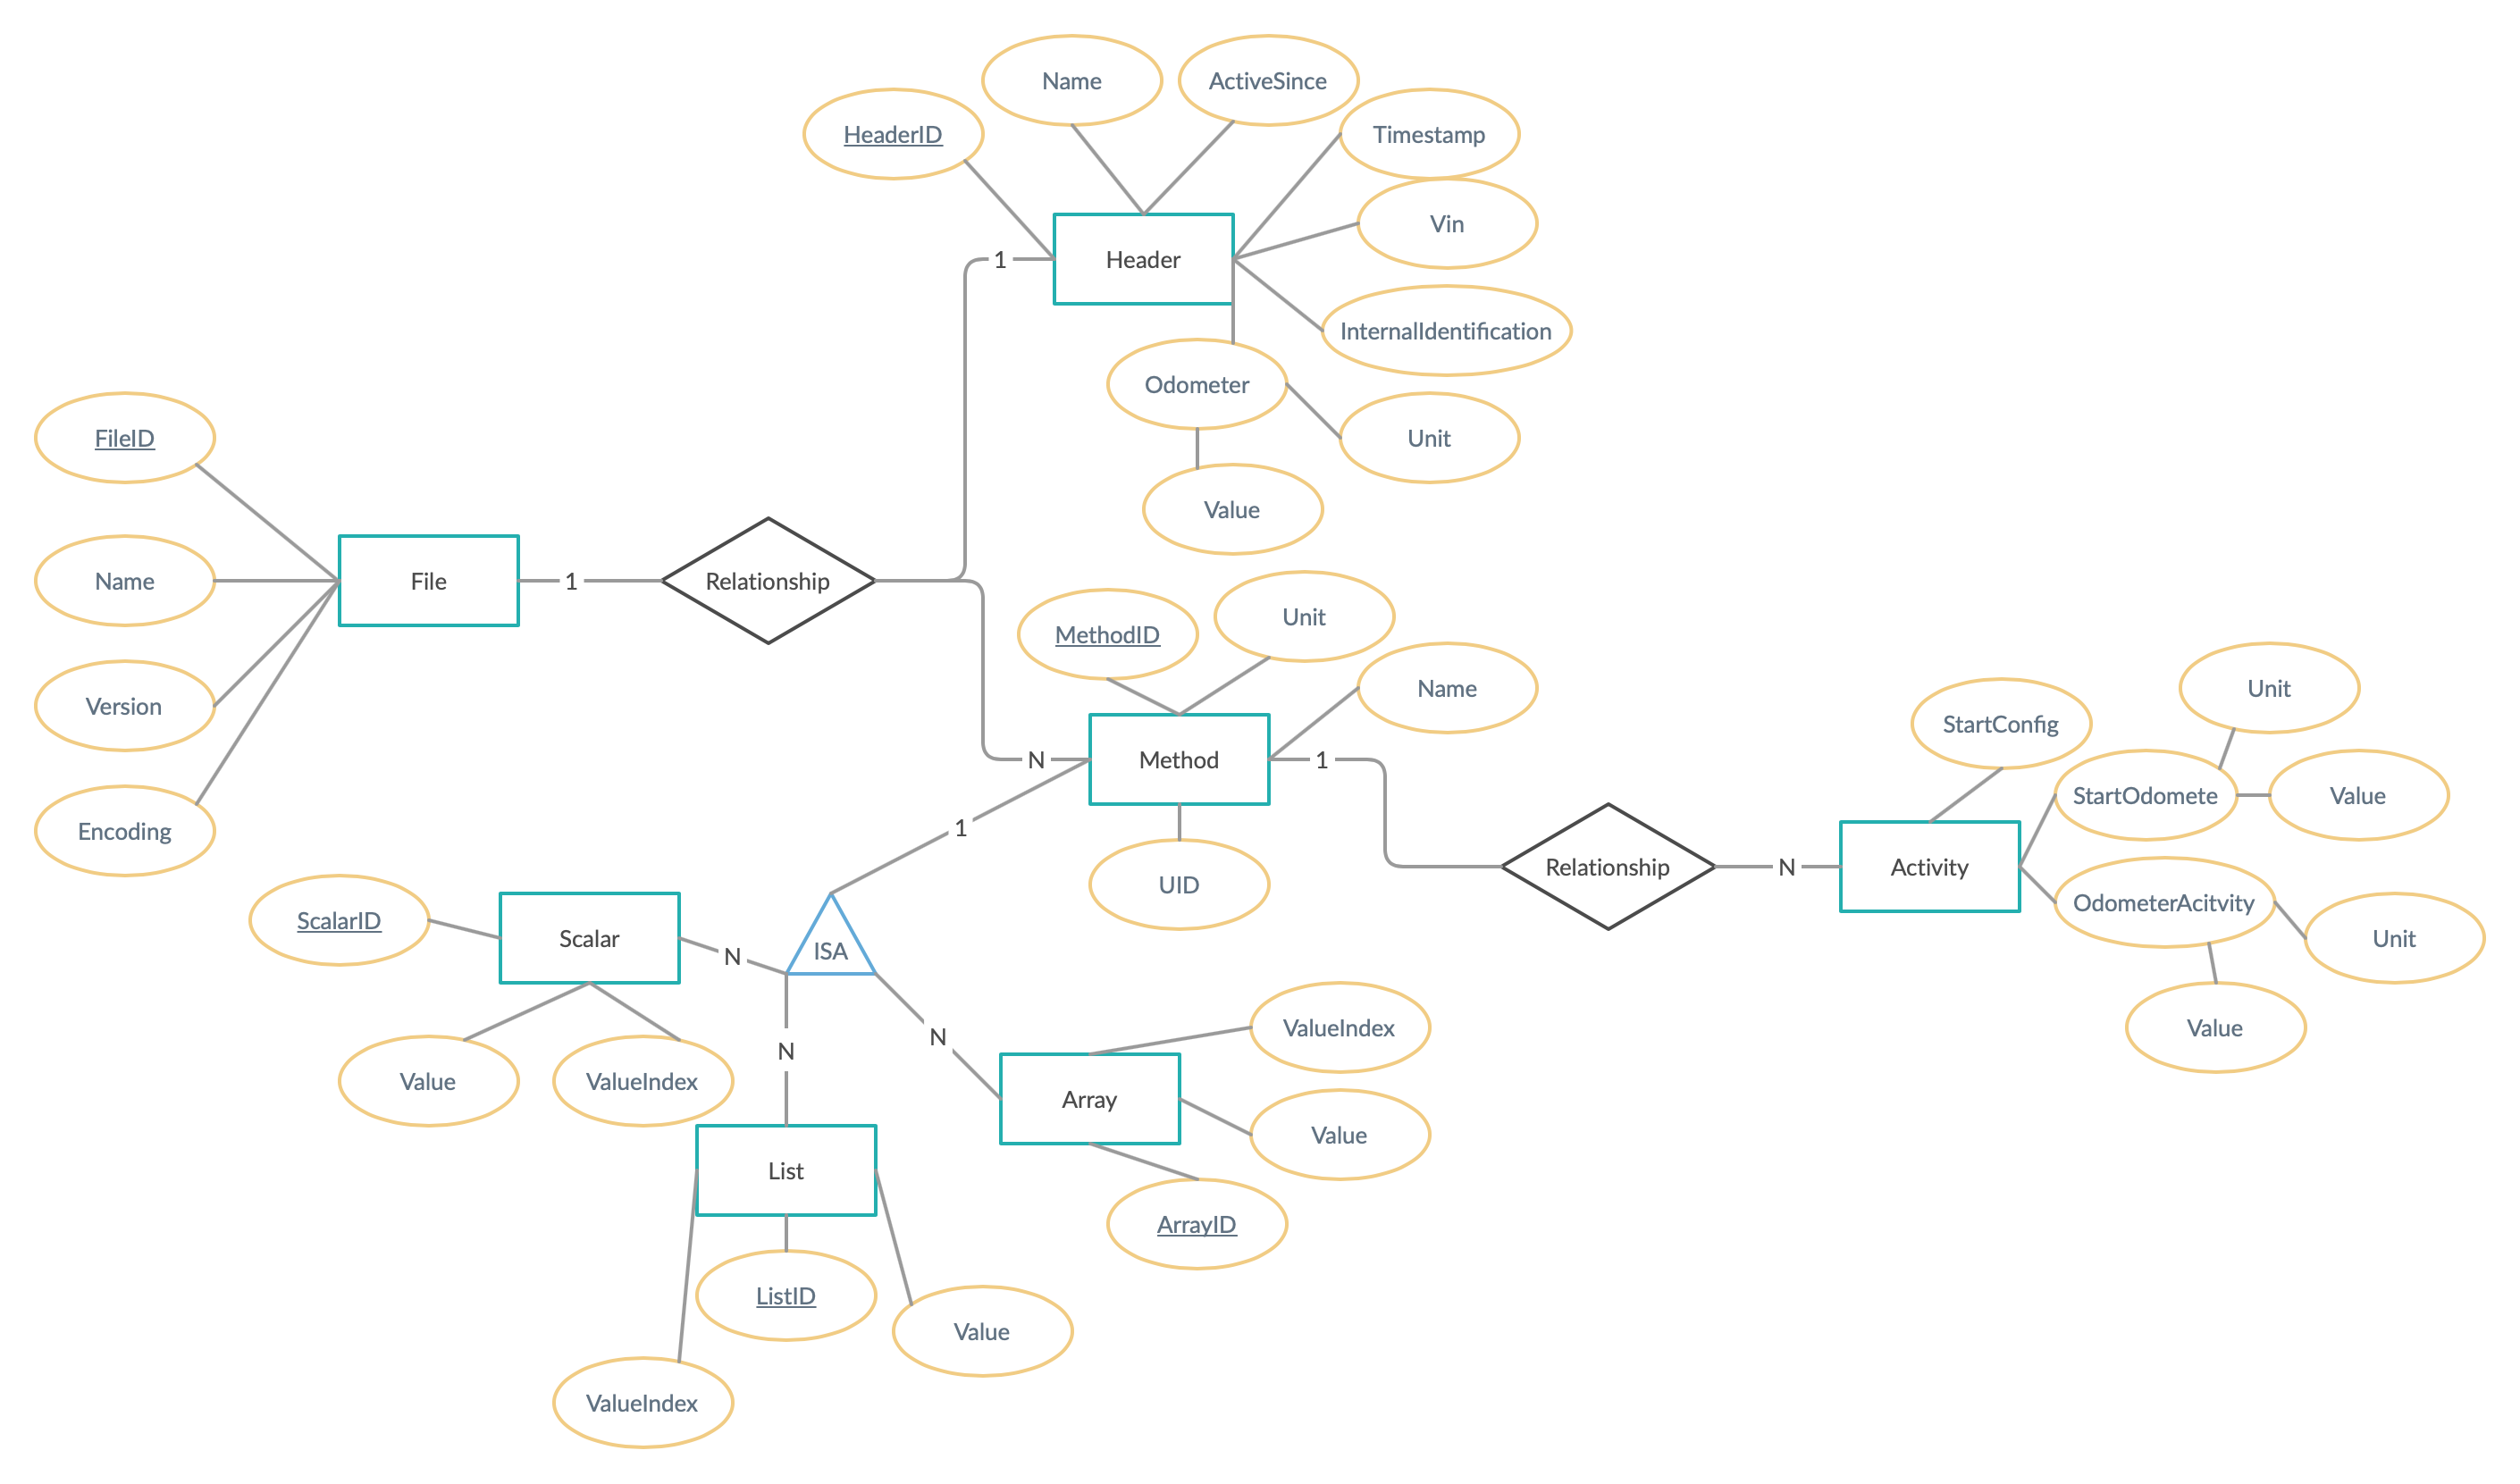 Name
ActiveSince
HeaderID
Timestamp
Vin
1
Header
InternalIdentification
Odometer
Unit
FileID
Value
Name
File
1
Relationship
MethodID
Unit
Name
Version
Unit
StartConfig
N
Method
1
StartOdomete
Value
Encoding
1
UID
Relationship
N
Activity
OdometerAcitvity
ScalarID
Scalar
N
ISA
Unit
N
N
ValueIndex
Value
Value
ValueIndex
Array
Value
List
ArrayID
ListID
Value
ValueIndex